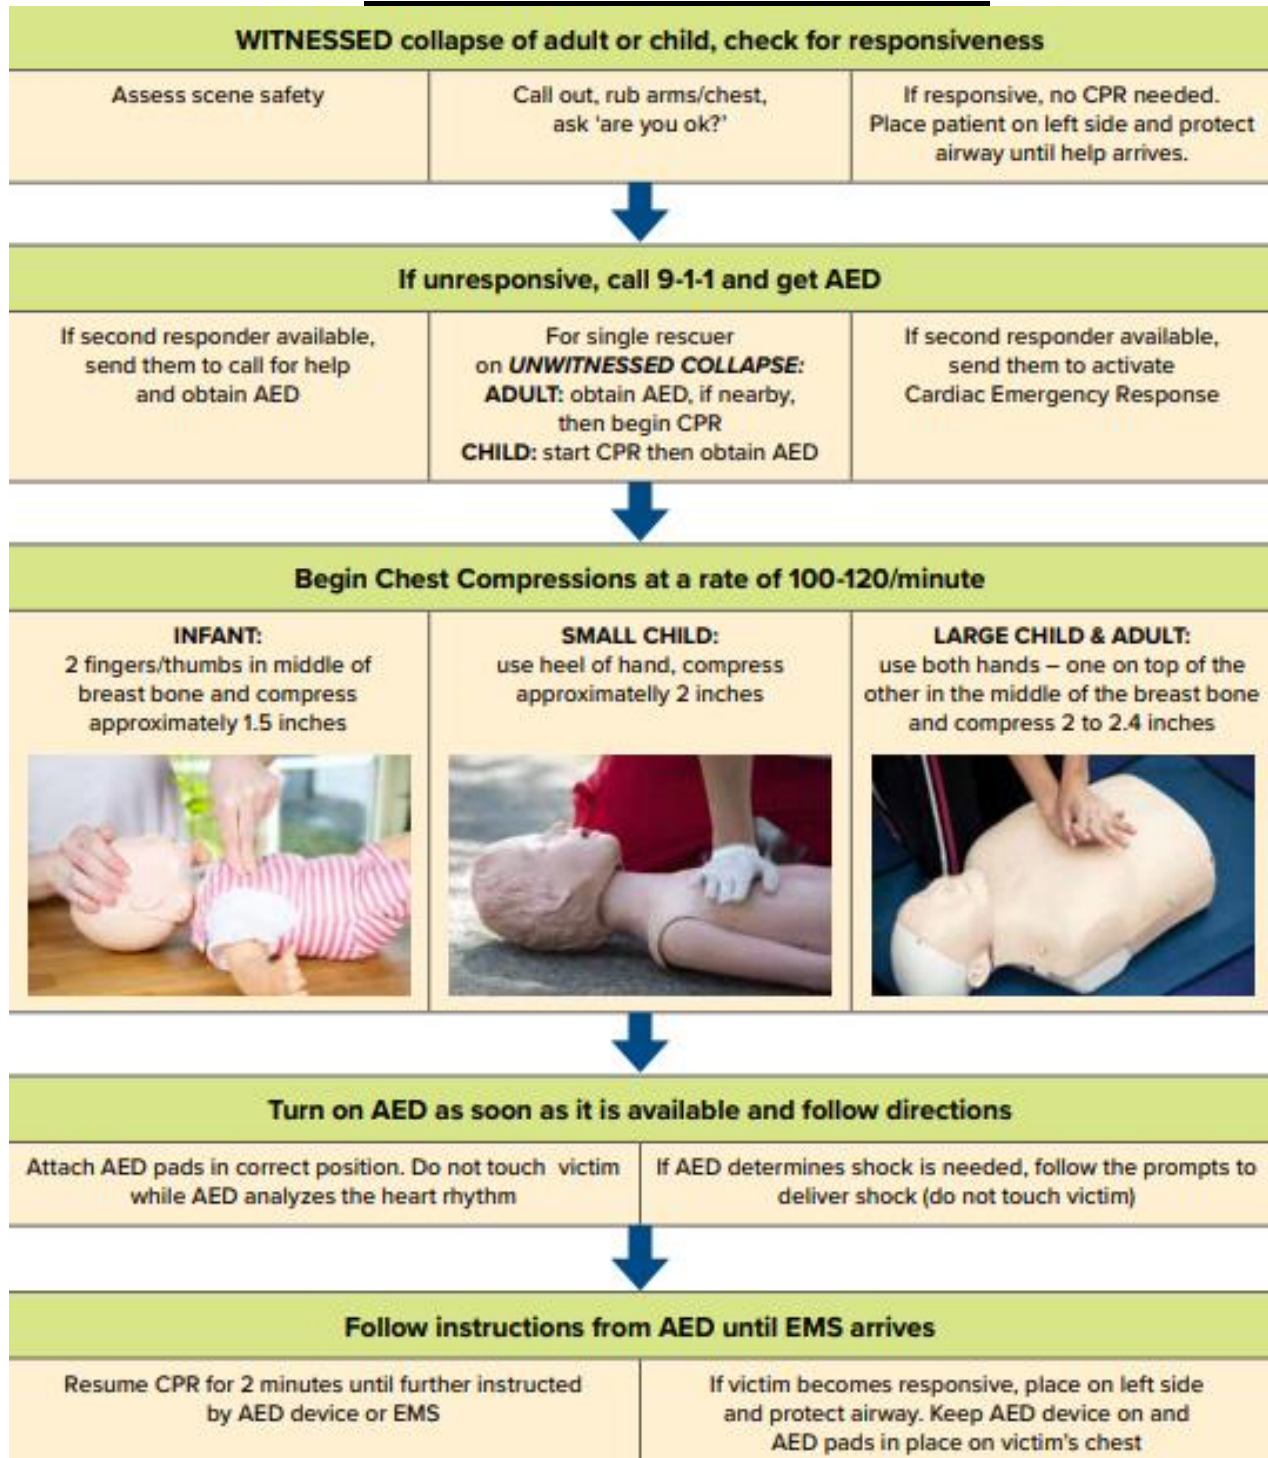 WITNESSED collapse of adult or child, check for responsiveness
Assess scene safety
Call out, rub arms/chest,
ask ‘are you ok?’
If responsive, no CPR needed.
Place patient on left side and protect
airway until help arrives.
If unresponsive, call 9-1-1 and get AED
If second responder available,
send them to call for help
and obtain AED
For single rescuer
on UNWITNESSED COLLAPSE:
ADULT: obtain AED, if nearby,
then begin CPR
CHILD: start CPR then obtain AED
If second responder available,
send them to activate
Cardiac Emergency Response
Begin Chest Compressions at a rate of 100-120/minute
INFANT:
2 fingers/thumbs in middle of
breast bone and compress
approximately 1.5 inches
SMALL CHILD:
use heel of hand, compress
approximatelly 2 inches
LARGE CHILD & ADULT:
use both hands – one on top of the
other in the middle of the breast bone
and compress 2 to 2.4 inches
Turn on AED as soon as it is available and follow directions
Attach AED pads in correct position. Do not touch victim
while AED analyzes the heart rhythm
If AED determines shock is needed, follow the prompts to
deliver shock (do not touch victim)
Follow instructions from AED until EMS arrives
Resume CPR for 2 minutes until further instructed
by AED device or EMS
If victim becomes responsive, place on left side
and protect airway. Keep AED device on and
AED pads in place on victim’s chest